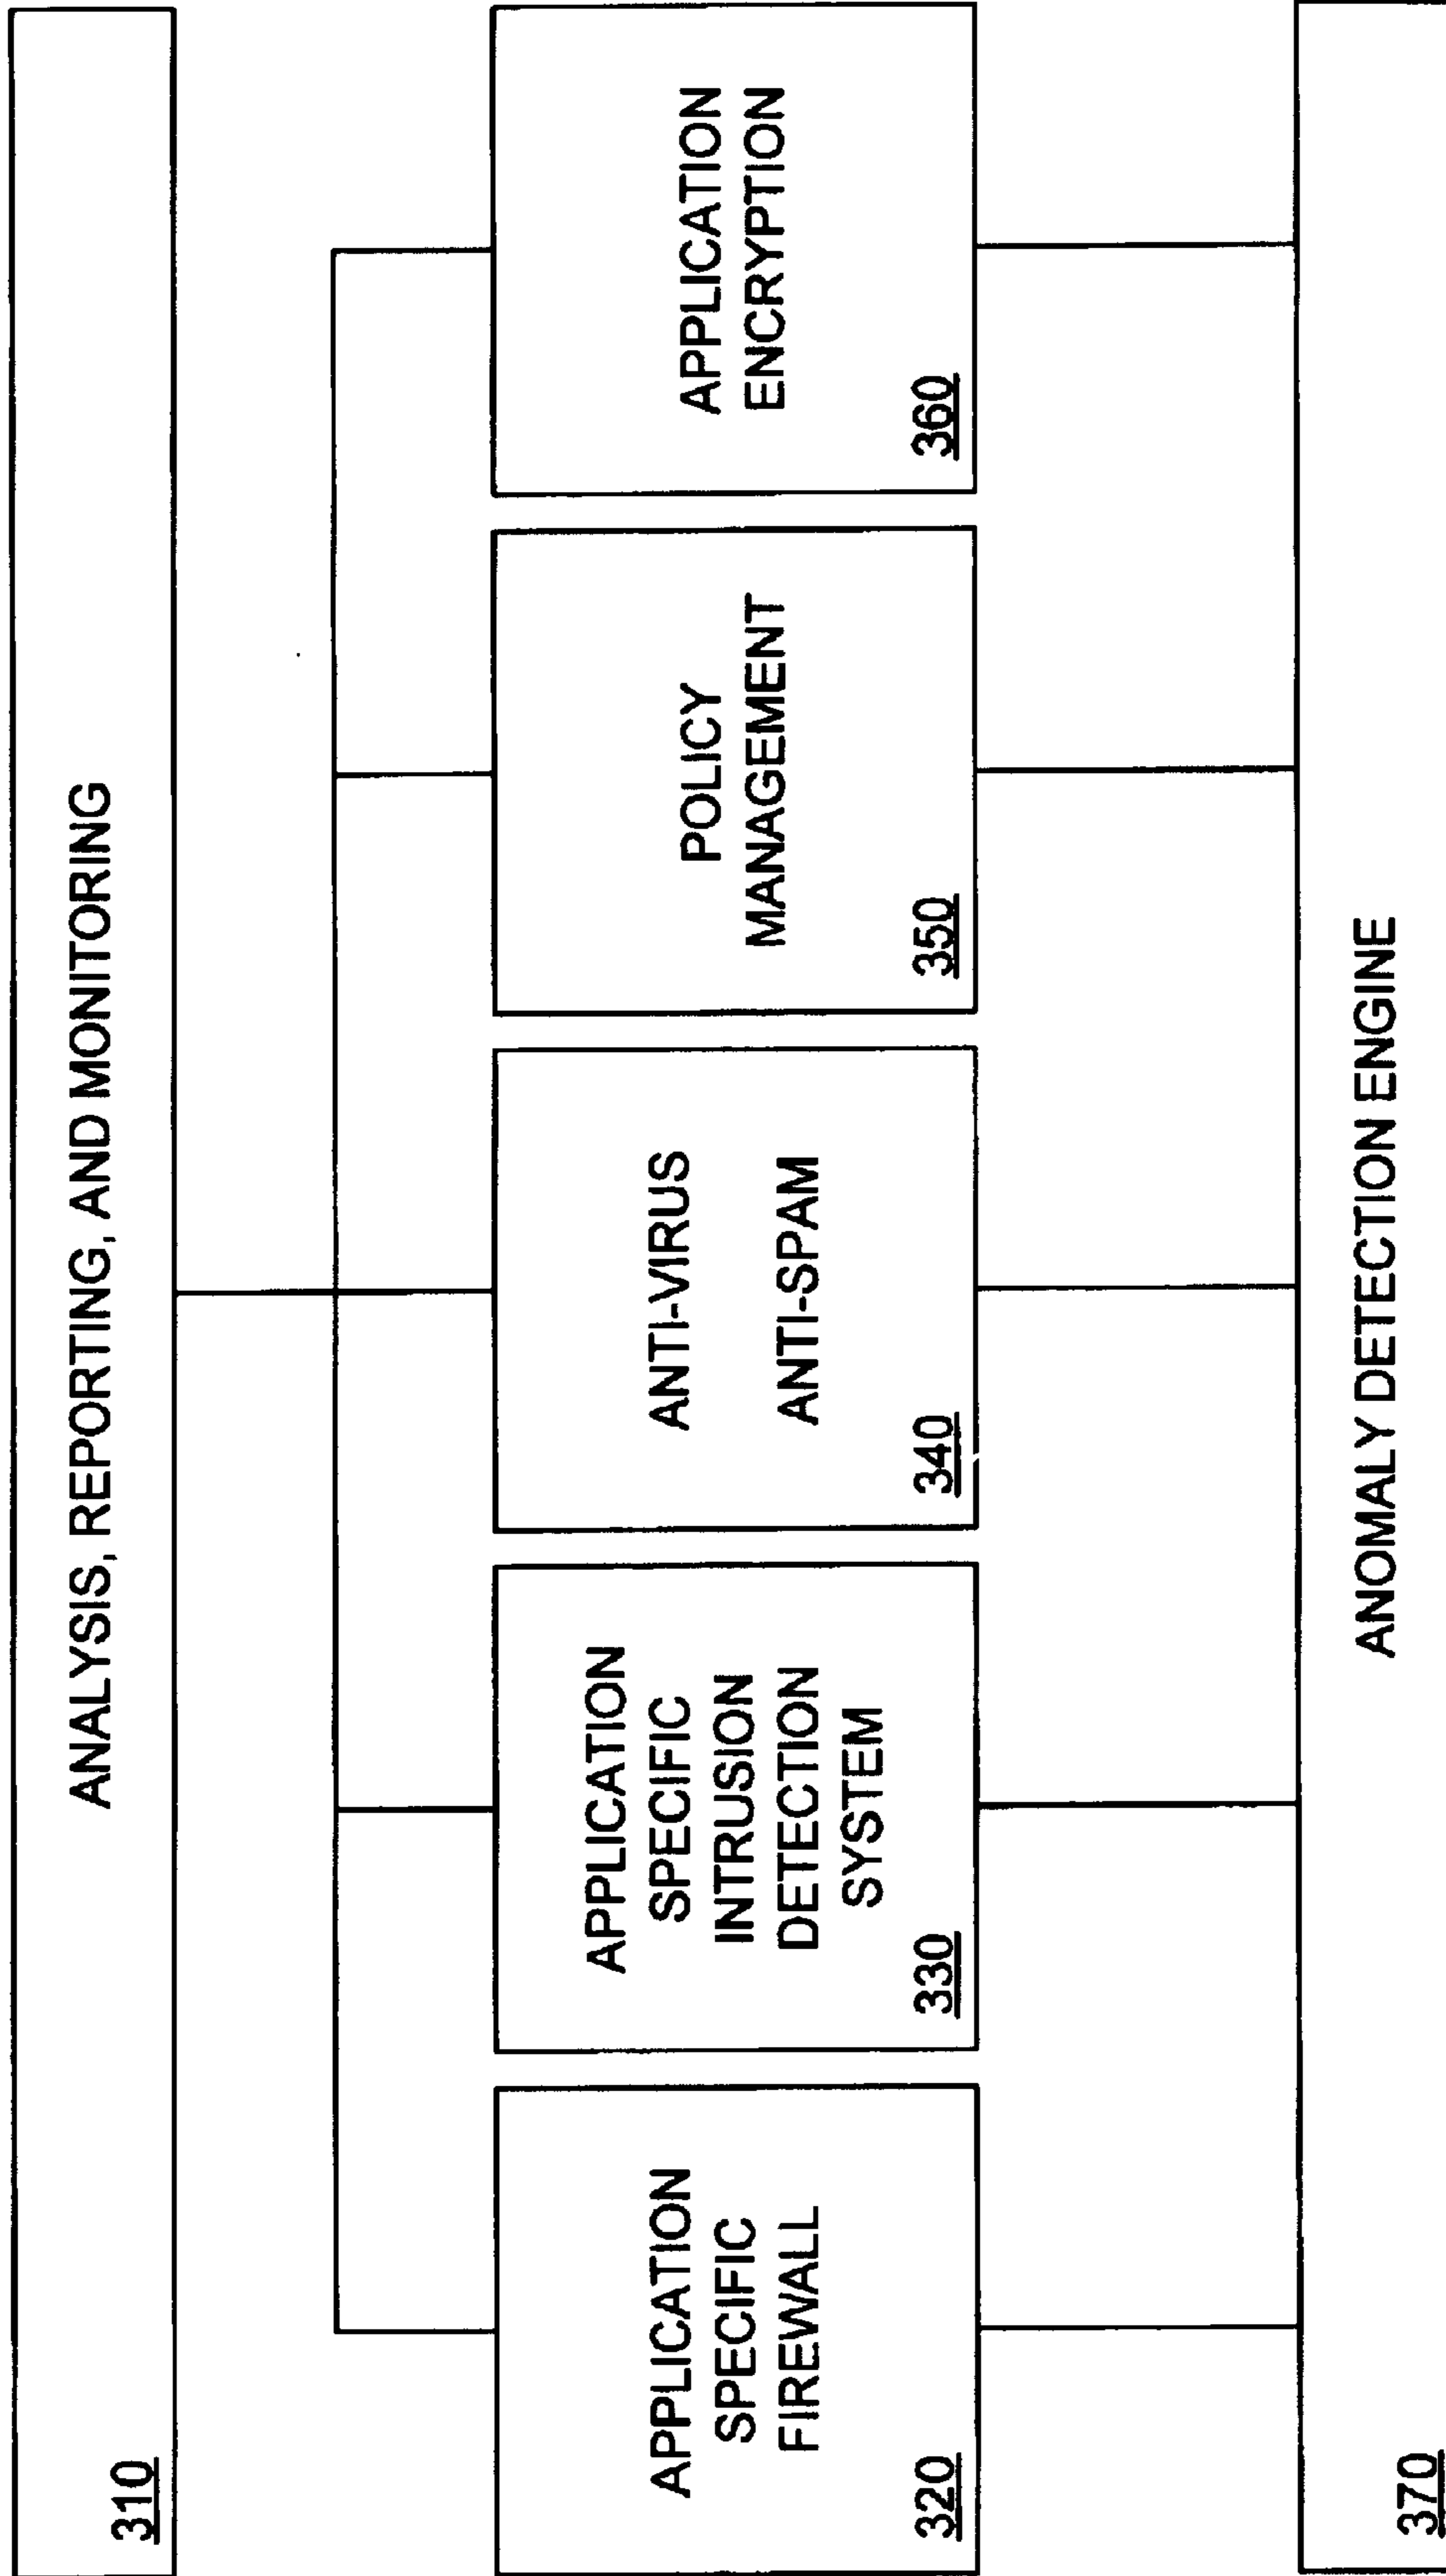 ANALYSIS, REPORTING, AND MONITORING
310
APPLICATION
SPECIFIC
FIREWALL
320
APPLICATION
SPECIFIC
INTRUSION
DETECTION
SYSTEM
330
ANTI-VIRUS
ANTI-SPAM
340
POLICY
MANAGEMENT
350
APPLICATION
ENCRYPTION
360
ANOMALY DETECTION ENGINE
370